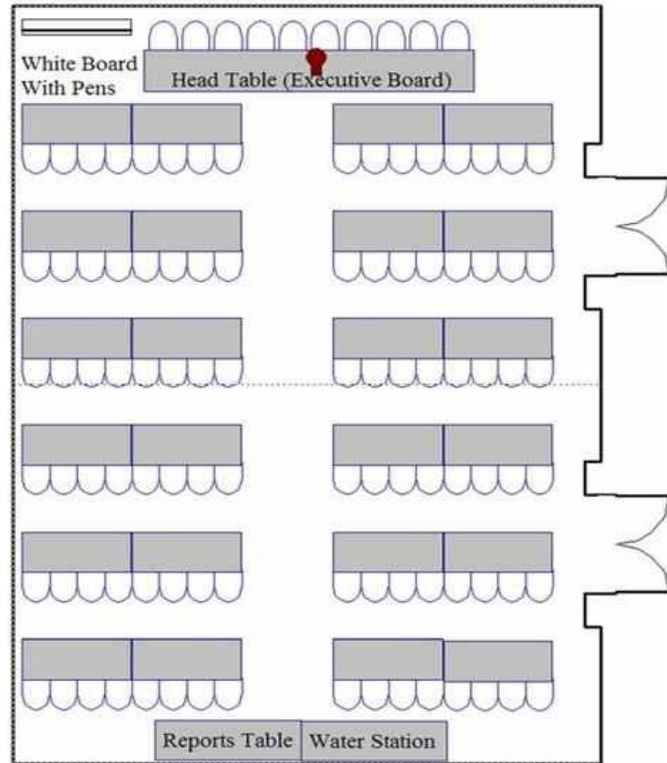 White Board
With Pens
Head Table (Executive Board)
Reports Table
Water Station